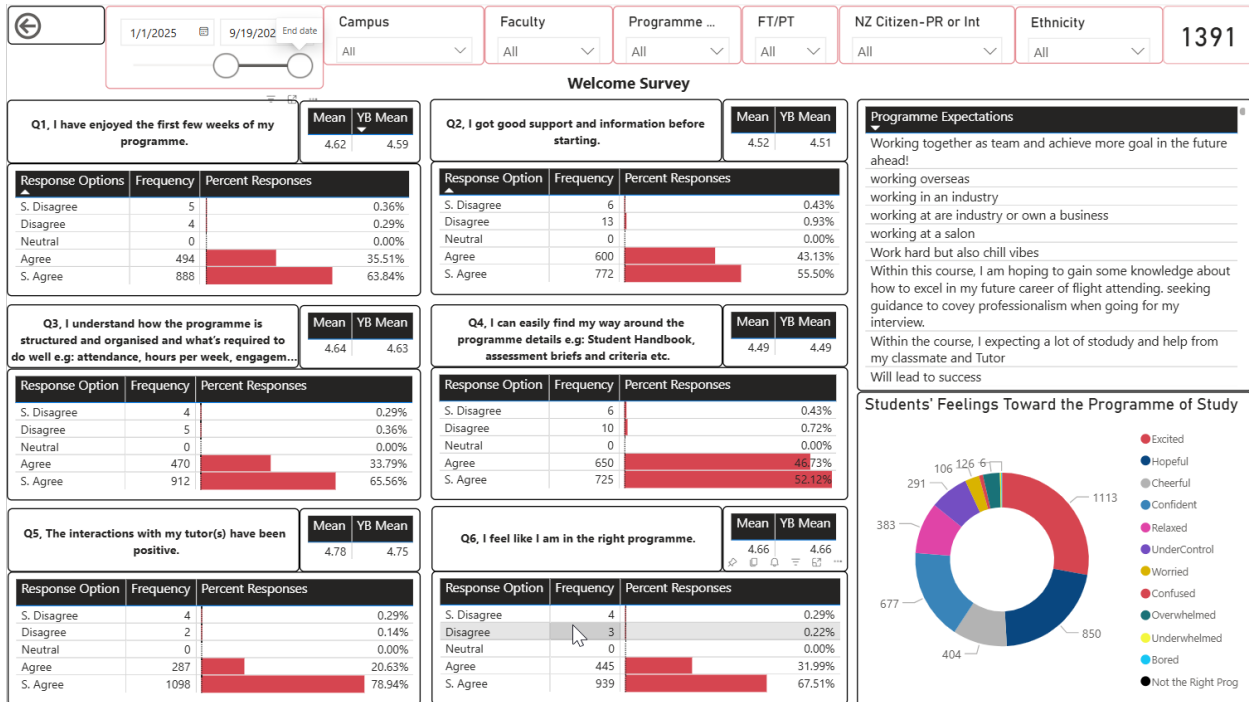 1/1/2025
9/19/202
End date
Campus
All
Faculty
All
Programme ...
All
FT/PT
All
NZ Citizen-PR or Int
All
Ethnicity
All
1391
Welcome Survey
Q1, I have enjoyed the first few weeks of my
programme.
Mean YB Mean
4.62 4.59
Response Options Frequency Percent Responses
S. Disagree 5 0.36%
Disagree 4 0.29%
Neutral 0 0.00%
Agree 494 35.51%
S. Agree 888 63.84%
Q2, I got good support and information before
starting.
Mean YB Mean
4.52 4.51
Response Option Frequency Percent Responses
S. Disagree 6 0.43%
Disagree 13 0.93%
Neutral 0 0.00%
Agree 600 43.13%
S. Agree 772 55.50%
Q3, I understand how the programme is
structured and organised and what's required to
do well e.g: attendance, hours per week, engagem...
Mean YB Mean
4.64 4.63
Response Option Frequency Percent Responses
S. Disagree 4 0.29%
Disagree 5 0.36%
Neutral 0 0.00%
Agree 470 33.79%
S. Agree 912 65.56%
Q4, I can easily find my way around the
programme details e.g: Student Handbook,
assessment briefs and criteria etc.
Mean YB Mean
4.49 4.49
Response Option Frequency Percent Responses
S. Disagree 6 0.43%
Disagree 10 0.72%
Neutral 0 0.00%
Agree 650 46.73%
S. Agree 725 52.12%
Q5, The interactions with my tutor(s) have been
positive.
Mean YB Mean
4.78 4.75
Response Option Frequency Percent Responses
S. Disagree 4 0.29%
Disagree 2 0.14%
Neutral 0 0.00%
Agree 287 20.63%
S. Agree 1098 78.94%
Q6, I feel like I am in the right programme.
Mean YB Mean
4.66 4.66
Response Option Frequency Percent Responses
S. Disagree 4 0.29%
Disagree 3 0.22%
Neutral 0 0.00%
Agree 445 31.99%
S. Agree 939 67.51%
Programme Expectations
Working together as team and achieve more goal in the future
ahead!
working overseas
working in an industry
working at are industry or own a business
working at a salon
Work hard but also chill vibes
Within this course, I am hoping to gain some knowledge about
how to excel in my future career of flight attending. seeking
guidance to covey professionalism when going for my
interview.
Within the course, I expecting a lot of stodudy and help from
my classmate and Tutor
Will lead to success
Students' Feelings Toward the Programme of Study
1113
850
404
677
383
291
106
126
6
Excited
Hopeful
Cheerful
Confident
Relaxed
UnderControl
Worried
Confused
Overwhelmed
Underwhelmed
Bored
Not the Right Prog